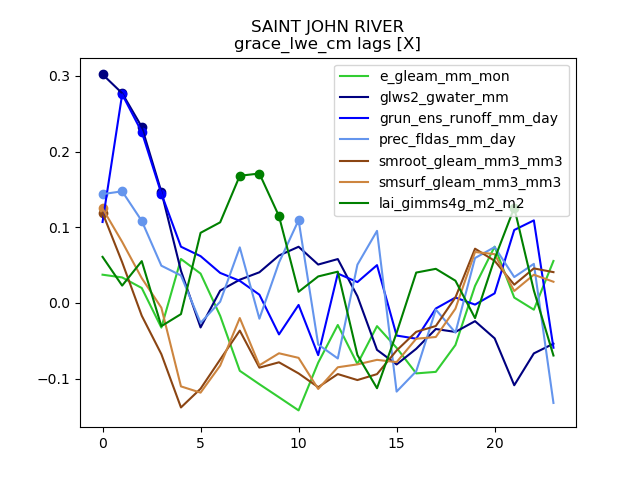 SAINT JOHN RIVER
grace_lwe_cm lags [X]
e_gleam_mm_mon
glws2_gwater_mm
grun_ens_runoff_mm_day
prec_fldas_mm_day
smroot_gleam_mm3_mm3
smsurf_gleam_mm3_mm3
lai_gimms4g_m2_m2
0.3
0.2
0.1
0.0
−0.1
0 5 10 15 20